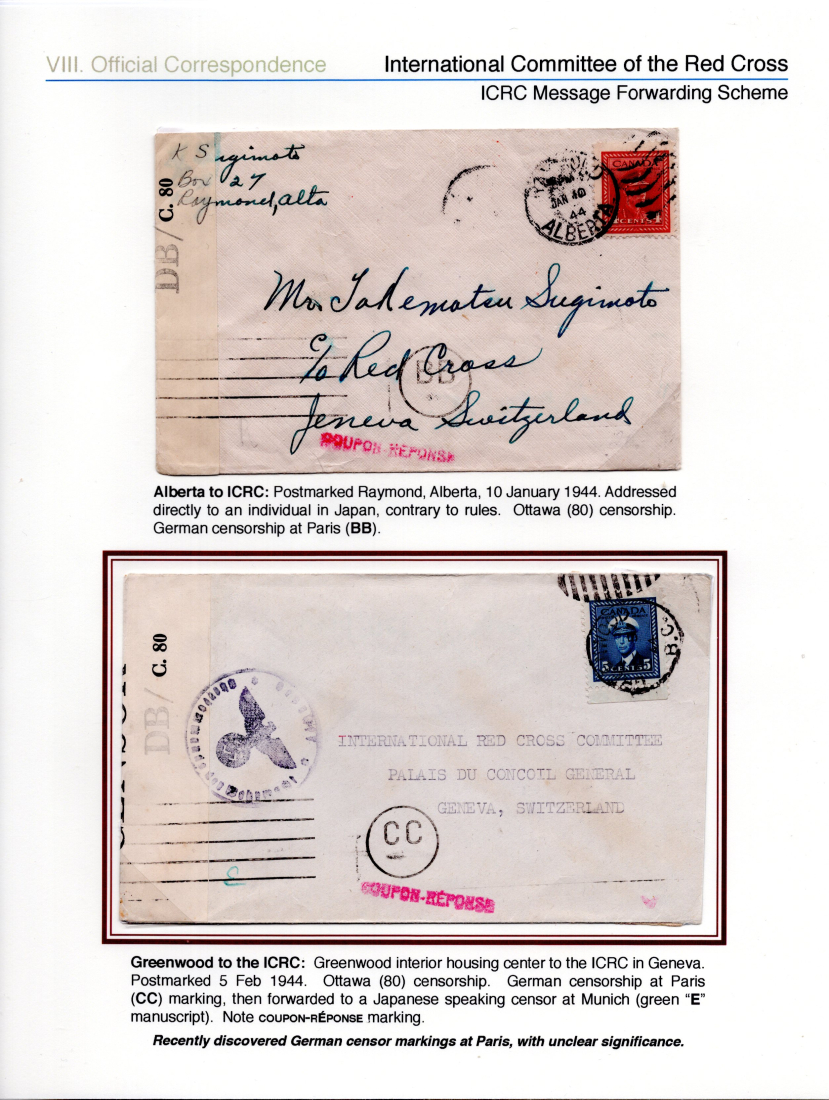 VIII. Official Correspondence
International Committee of the Red Cross
ICRC Message Forwarding Scheme
K Sugimoto
Box 27
Raymond, Alta
C. 80
DB/
JAN 10
44
ALBERTA
CANADA
CENTS 4
Mr. Takematsu Sugimoto
c/o Red Cross
BB
Jeneva Switzerland
COUPON-RÉPONSE
Alberta to ICRC: Postmarked Raymond, Alberta, 10 January 1944. Addressed
directly to an individual in Japan, contrary to rules. Ottawa (80) censorship.
German censorship at Paris (BB).
C. 80
DB/
CANADA
5 CENTS 5
B.C.
INTERNATIONAL RED CROSS COMMITTEE
PALAIS DU CONCOIL GENERAL
GENEVA, SWITZERLAND
CC
E
COUPON-RÉPONSE
Greenwood to the ICRC: Greenwood interior housing center to the ICRC in Geneva.
Postmarked 5 Feb 1944. Ottawa (80) censorship. German censorship at Paris
(CC) marking, then forwarded to a Japanese speaking censor at Munich (green “E”
manuscript). Note COUPON-RÉPONSE marking.
Recently discovered German censor markings at Paris, with unclear significance.